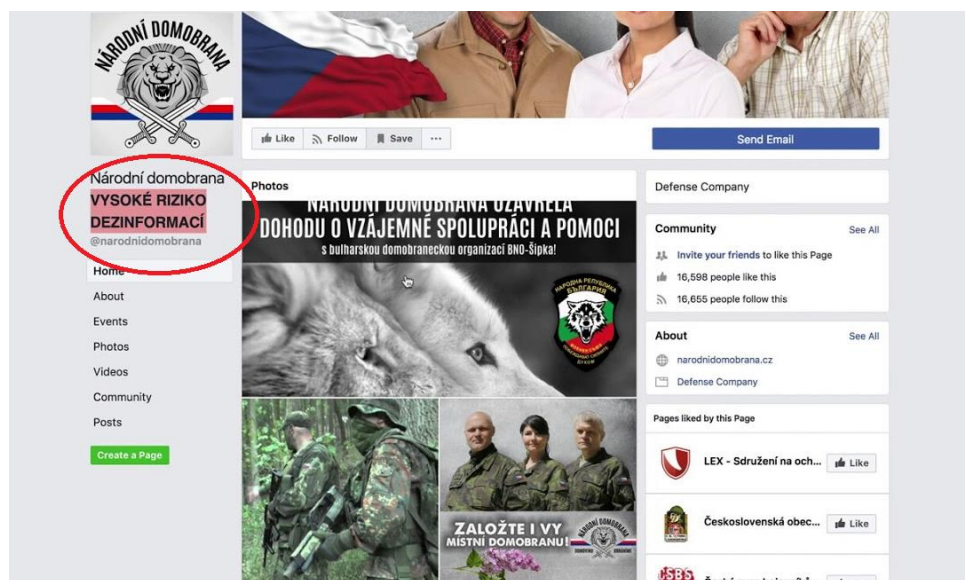 NÁRODNÍ DOMOBRANA
Like
Follow
Save
Send Email
Národní domobrana
VYSOKÉ RIZIKO
DEZINFORMACÍ
@narodnidomobrana
Home
About
Events
Photos
Videos
Community
Posts
Create a Page
Photos
NÁRODNÍ DOMOBRANA UZAVŘELA
DOHODU O VZÁJEMNÉ SPOLUPRÁCI A POMOCI
s bulharskou domobraneckou organizací BNO-Šipka!
БЪЛГАРИЯ
ZALOŽTE I VY
MÍSTNÍ DOMOBRANU!
NÁRODNÍ DOMOBRANA
Defense Company
Community
See All
Invite your friends to like this Page
16,598 people like this
16,655 people follow this
About
See All
narodnidomobrana.cz
Defense Company
Pages liked by this Page
LEX - Sdružení na och...
Like
Československá obec...
Like